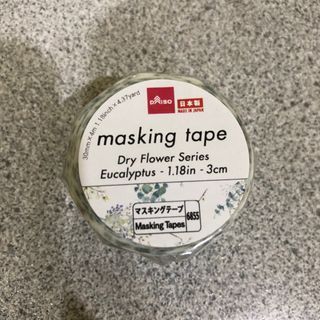 DAISO
日本製
MADE IN JAPAN
30mm×4m 1.18inch×4.37yard
masking tape
Dry Flower Series
Eucalyptus - 1.18in - 3cm
マスキングテープ
Masking Tapes
6855